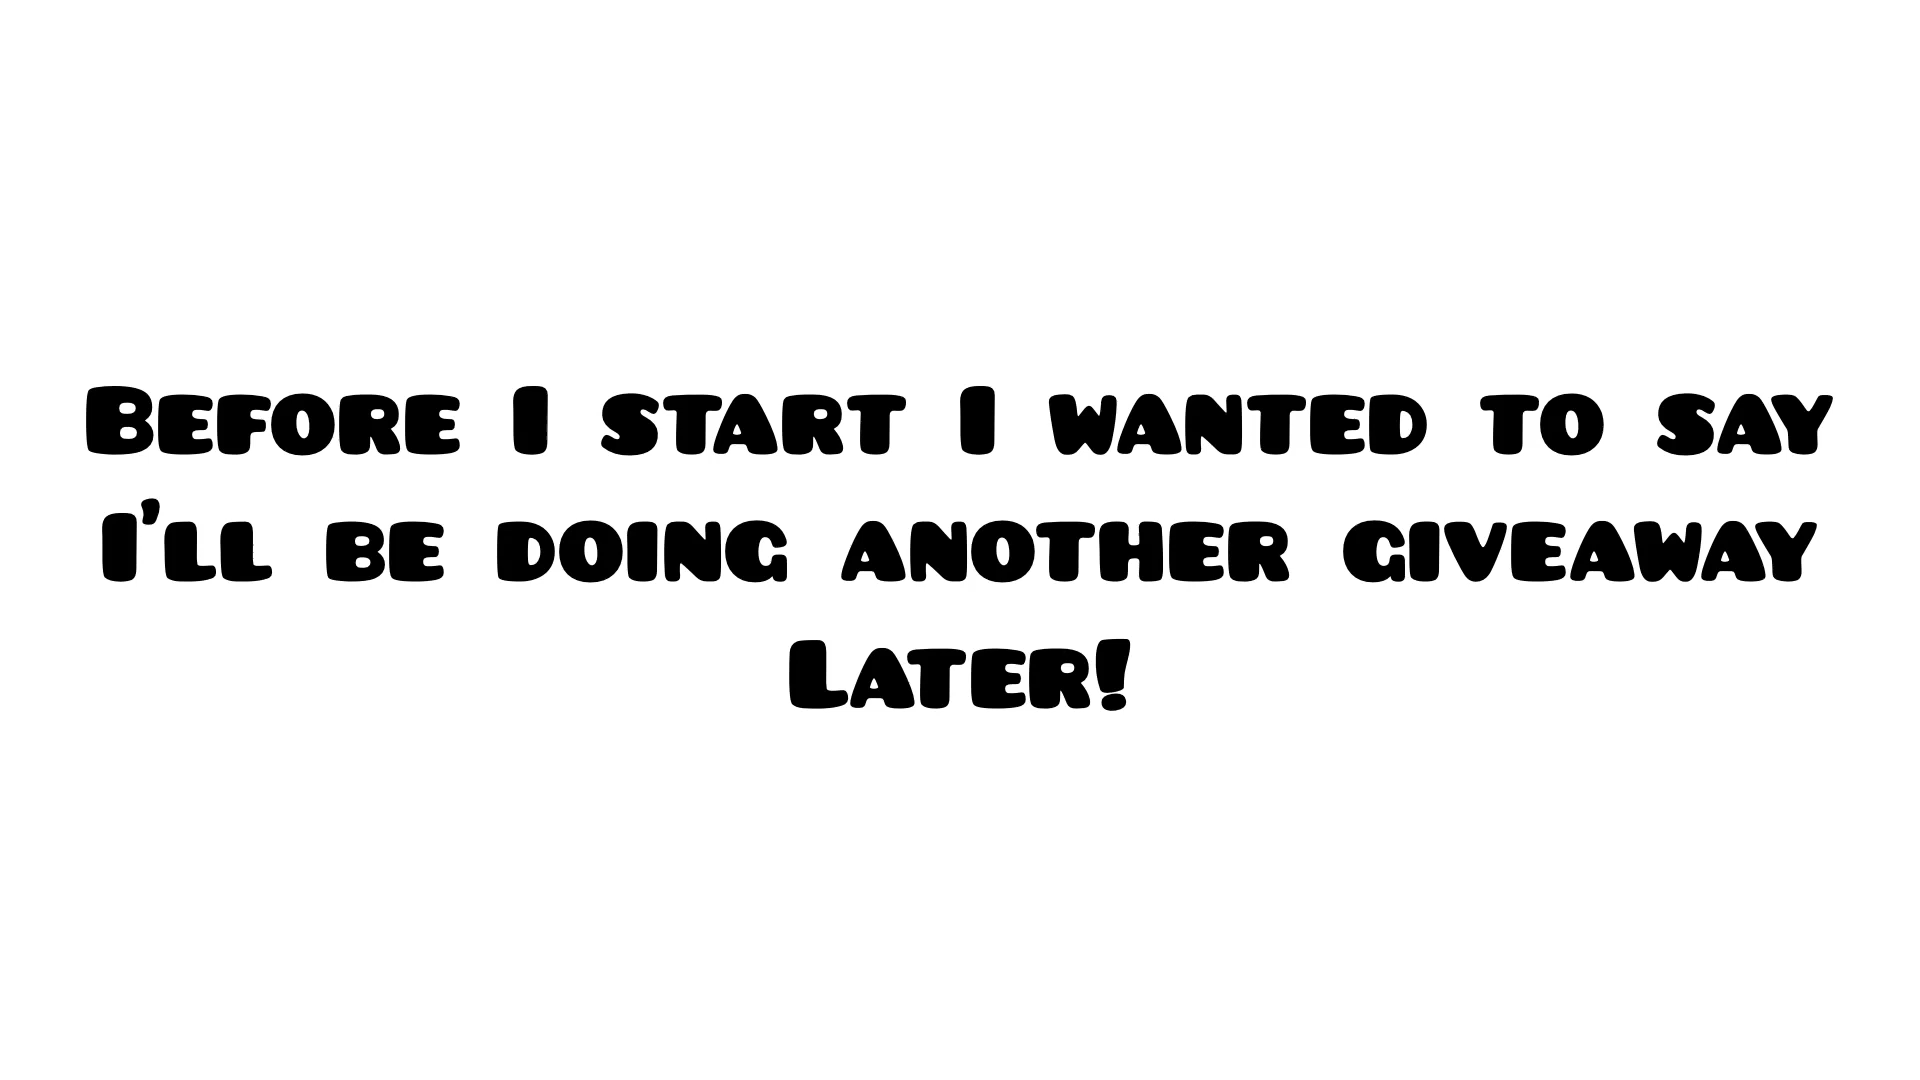 Before I start I wanted to say
I'll be doing another giveaway
Later!